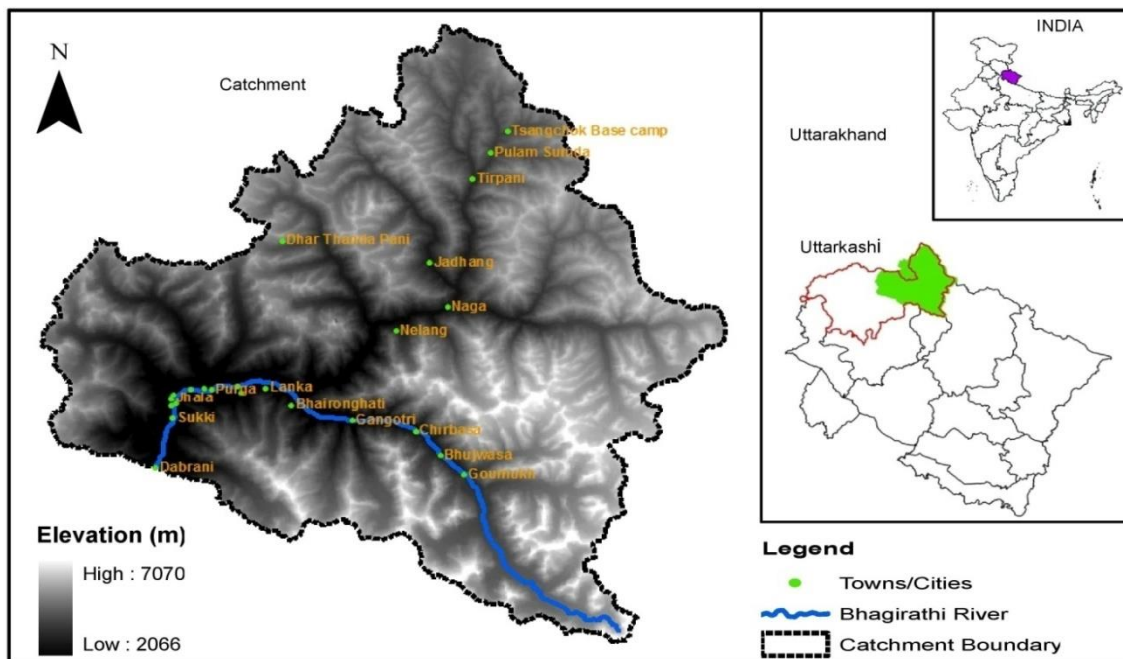 N
Catchment
Tsangchok Base camp
Pulam Sumda
Tirpani
Dhar Thanda Pani
Jadhang
Naga
Nelang
Purga
Lanka
Jhala
Bhaironghati
Sukki
Gangotri
Chirbasa
Bhujwasa
Dabrani
Goumukh
Elevation (m)
High : 7070
Low : 2066
INDIA
Uttarakhand
Uttarkashi
Legend
Towns/Cities
Bhagirathi River
Catchment Boundary